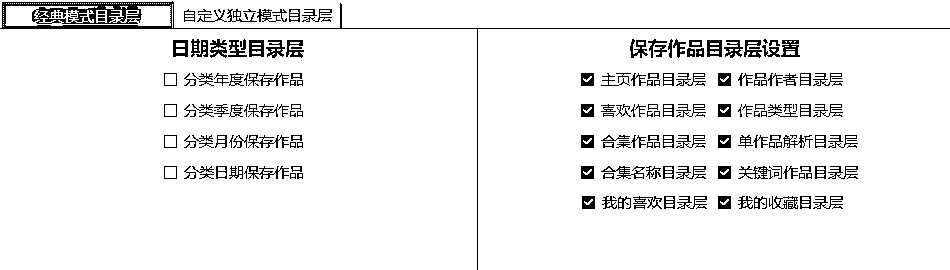 经典模式目录层 自定义独立模式目录层
日期类型目录层
分类年度保存作品
分类季度保存作品
分类月份保存作品
分类日期保存作品
保存作品目录层设置
主页作品目录层 作品作者目录层
喜欢作品目录层 作品类型目录层
合集作品目录层 单作品解析目录层
合集名称目录层 关键词作品目录层
我的喜欢目录层 我的收藏目录层